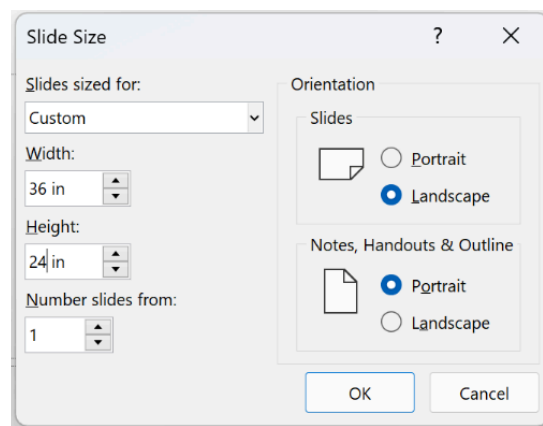 Slide Size
?
Slides sized for:
Custom
Width:
36 in
Height:
24 in
Number slides from:
1
Orientation
Slides
Portrait
Landscape
Notes, Handouts & Outline
Portrait
Landscape
OK
Cancel